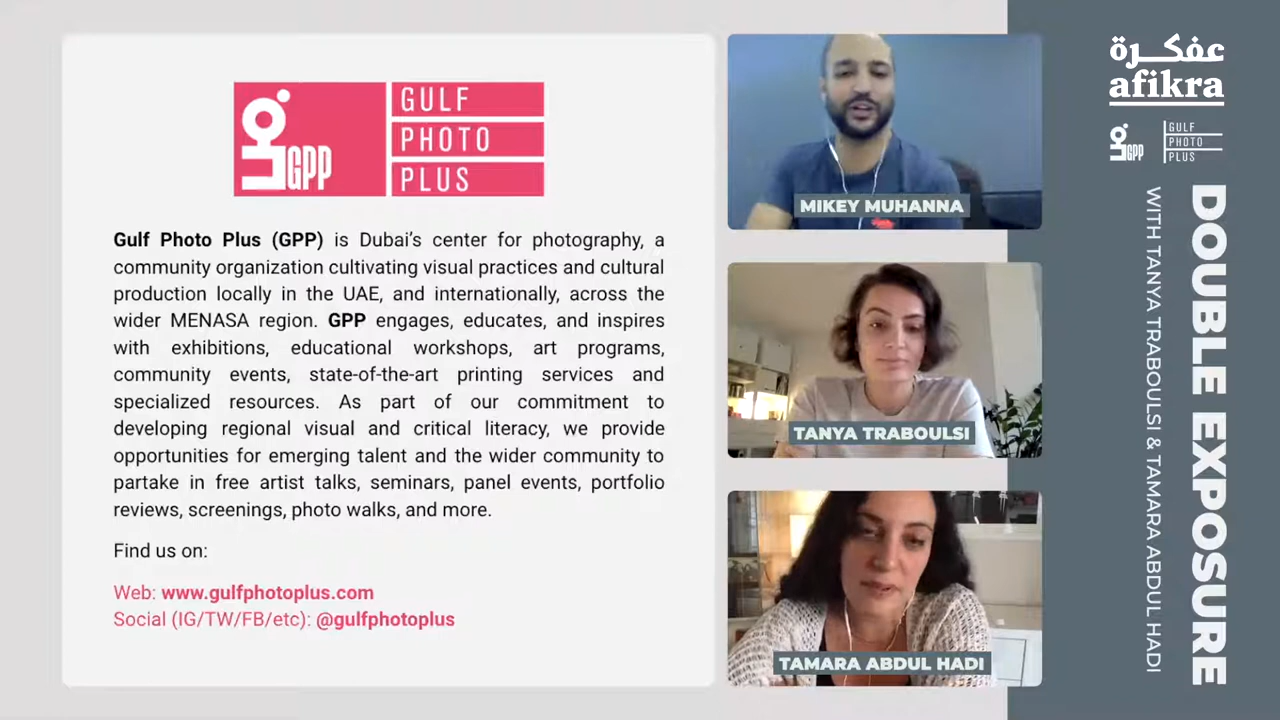 GPP
GULF
PHOTO
PLUS
Gulf Photo Plus (GPP) is Dubai’s center for photography, a
community organization cultivating visual practices and cultural
production locally in the UAE, and internationally, across the
wider MENASA region. GPP engages, educates, and inspires
with exhibitions, educational workshops, art programs,
community events, state-of-the-art printing services and
specialized resources. As part of our commitment to
developing regional visual and critical literacy, we provide
opportunities for emerging talent and the wider community to
partake in free artist talks, seminars, panel events, portfolio
reviews, screenings, photo walks, and more.
Find us on:
Web: www.gulfphotoplus.com
Social (IG/TW/FB/etc): @gulfphotoplus
MIKEY MUHANNA
TANYA TRABOULSI
TAMARA ABDUL HADI
عفكرة
afikra
GPP
GULF
PHOTO
PLUS
DOUBLE EXPOSURE
WITH TANYA TRABOULSI & TAMARA ABDUL HADI